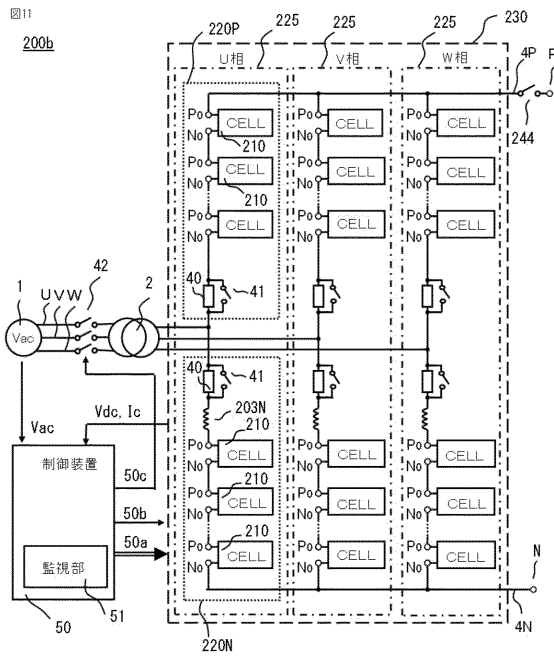 図11
200b
220P 225 225 225 230
U相 V相 W相
4P P
244
Po CELL Po CELL Po CELL
No 210 No No
Po CELL Po CELL Po CELL
No 210 No No
Po CELL Po CELL Po CELL
No No No
40 41
1 UVW 42 2
Vac
40 41
203N
Vac Vdc, Ic
210
Po CELL Po CELL Po CELL
No No No
制御装置 50c
210
Po CELL Po CELL Po CELL
No No No
50b
50a
210
Po CELL Po CELL Po CELL
No No No
監視部
N
50 51
220N
4N